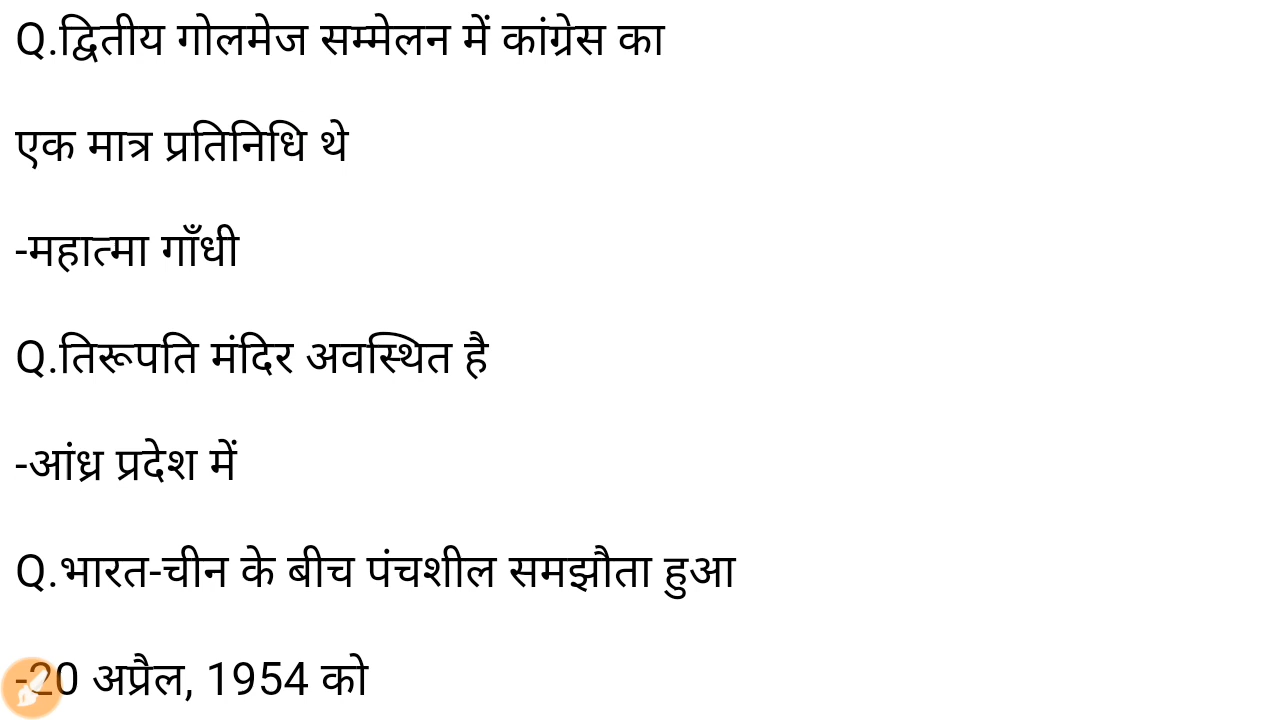 Q.द्वितीय गोलमेज सम्मेलन में कांग्रेस का
एक मात्र प्रतिनिधि थे
-महात्मा गाँधी
Q.तिरूपति मंदिर अवस्थित है
-आंध्र प्रदेश में
Q.भारत-चीन के बीच पंचशील समझौता हुआ
-20 अप्रैल, 1954 को